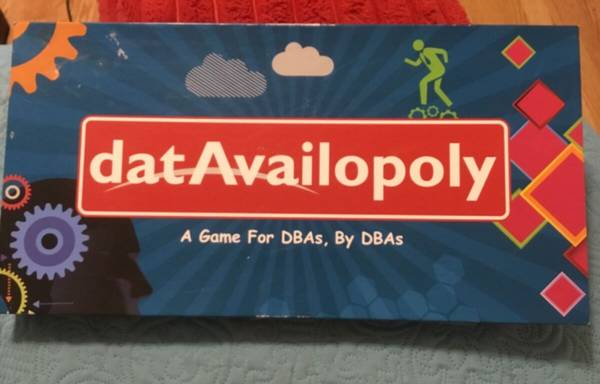 datAvailopoly
A Game For DBAs, By DBAs